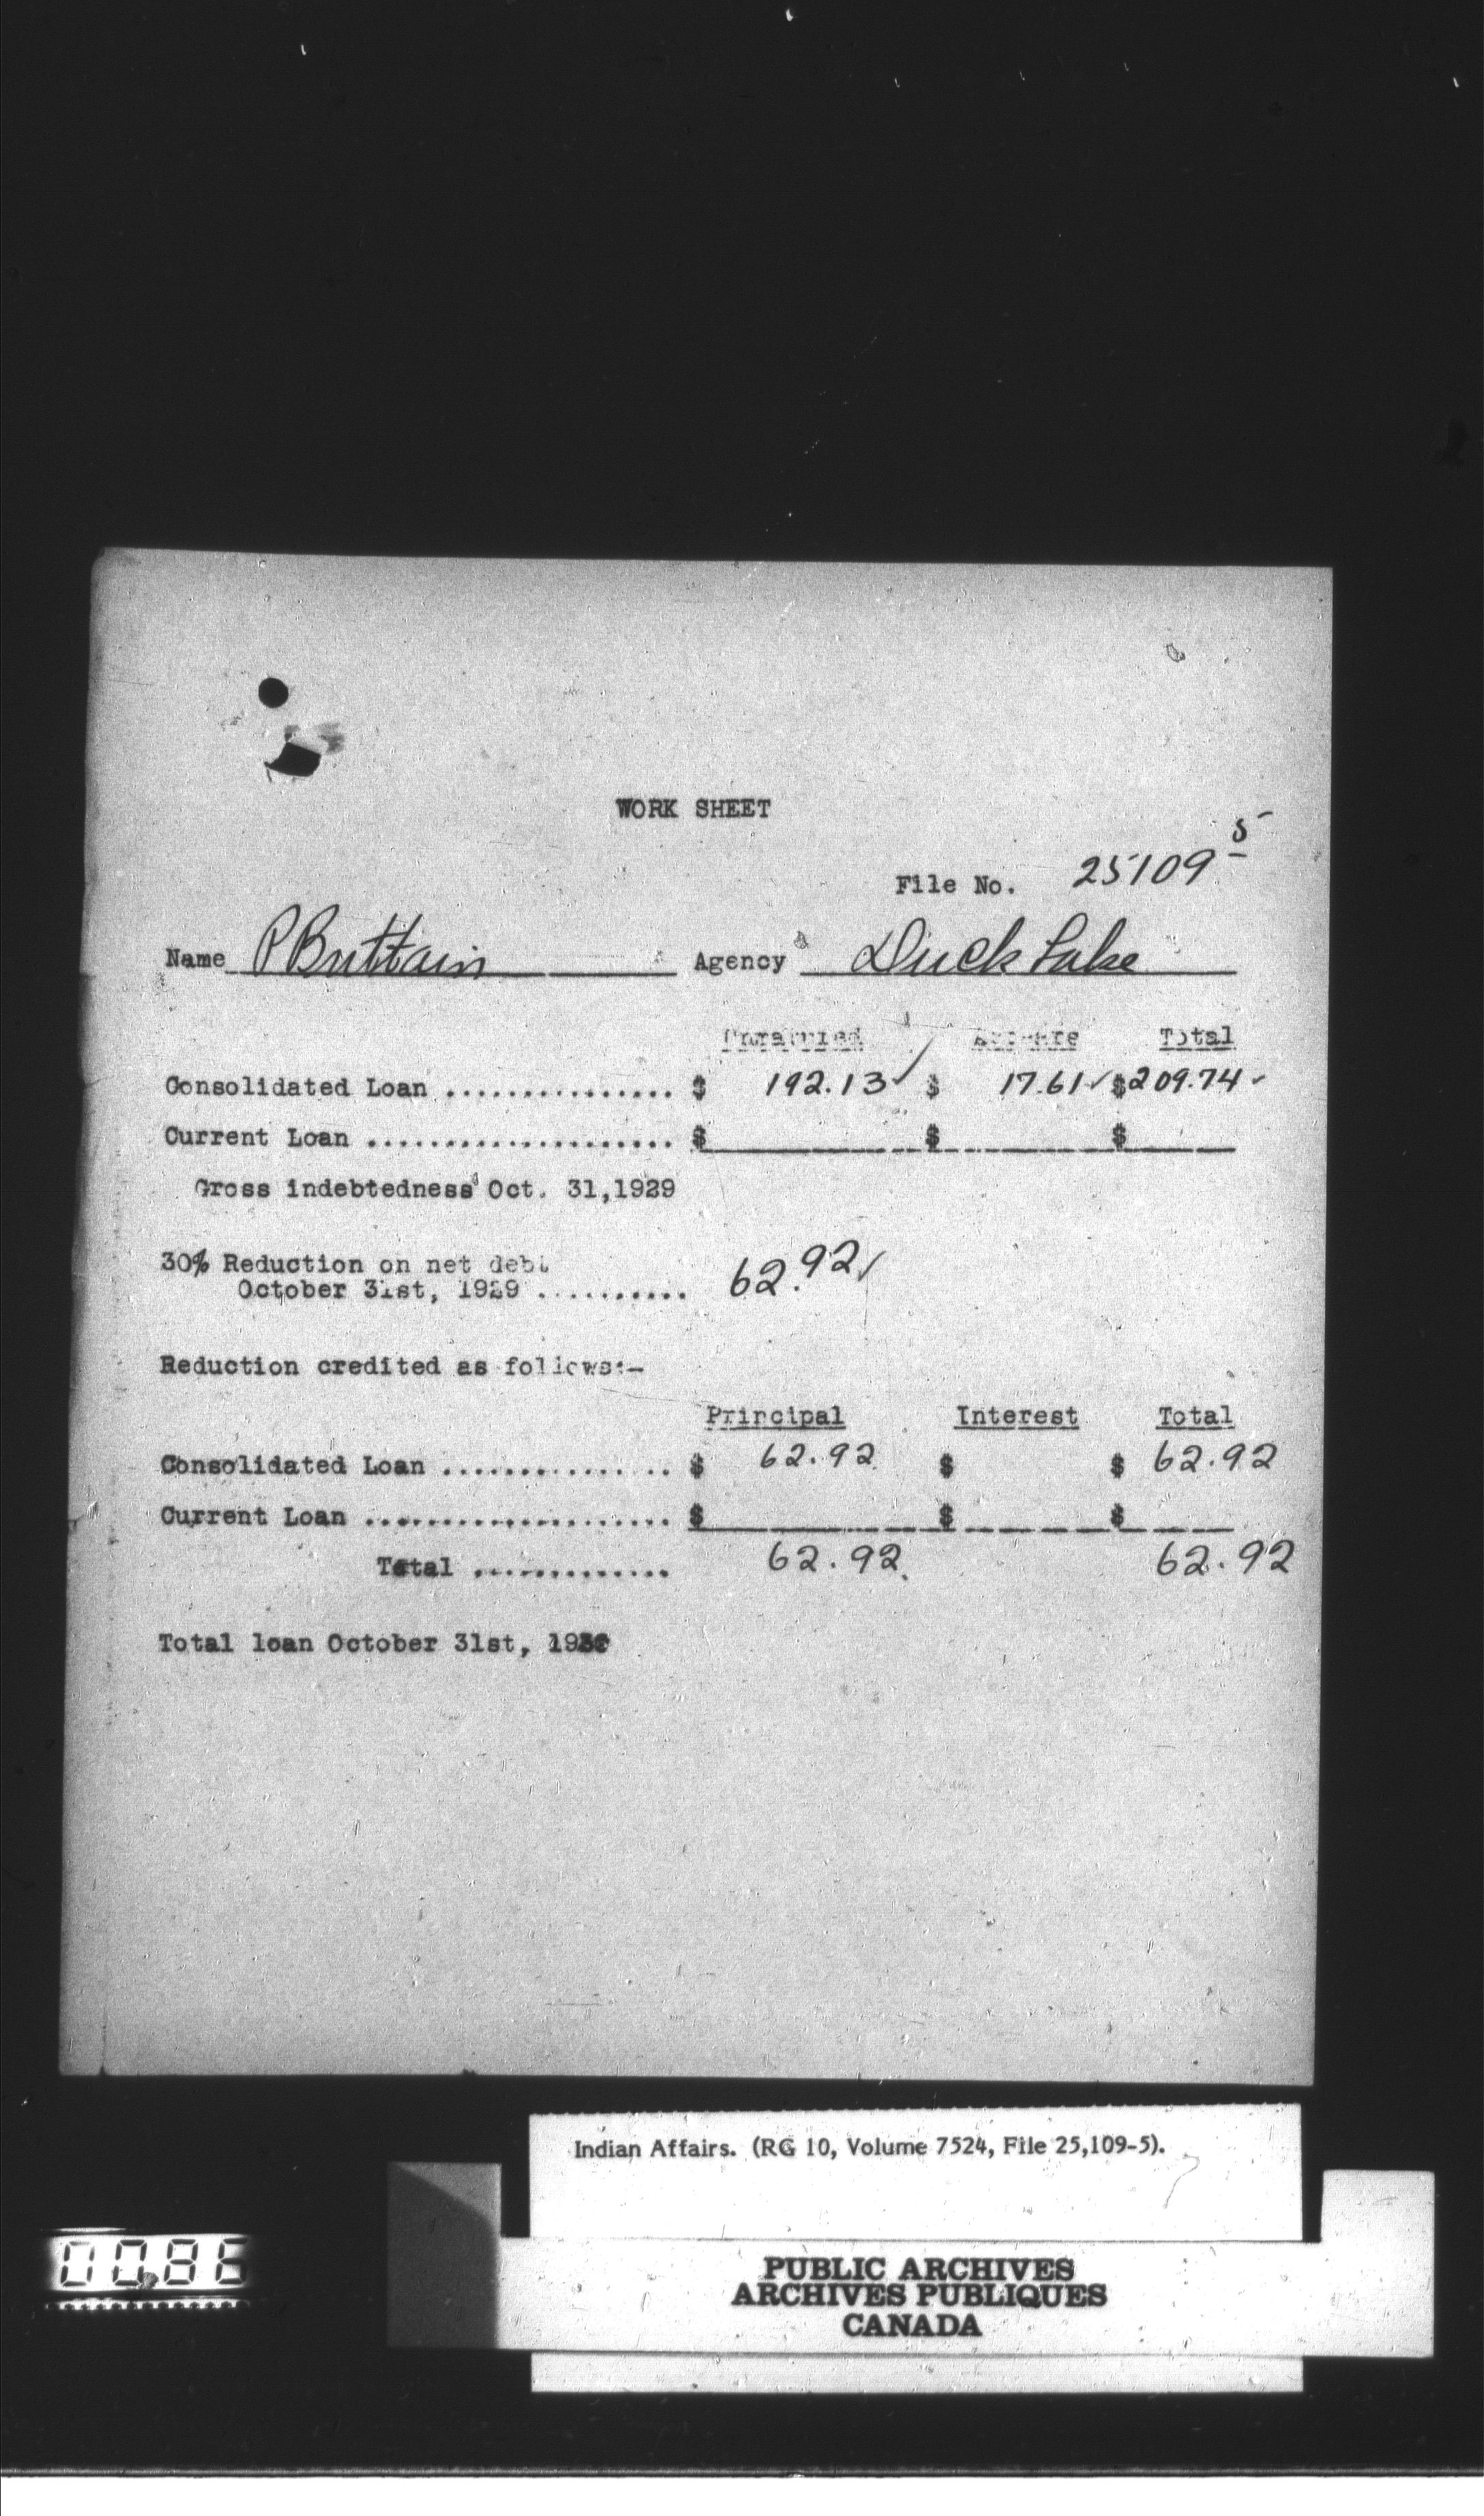 WORK SHEET
File No. 25109-5
Name P Brittain Agency Duck Lake
Total
Consolidated Loan ............... $ 192.13 ✓ $ 17.61 ✓ $ 209.74 ✓
Current Loan .................... $ $ $
Gross indebtedness Oct. 31, 1929
30% Reduction on net debt
October 31st, 1929 .......... 62.92 ✓
Reduction credited as follows:-
Principal Interest Total
Consolidated Loan ............... $ 62.92 $ $ 62.92
Current Loan .................... $ $ $
Total ............. 62.92 62.92
Total loan October 31st,
Indian Affairs. (RG 10, Volume 7524, File 25,109-5).
0086
PUBLIC ARCHIVES
ARCHIVES PUBLIQUES
CANADA